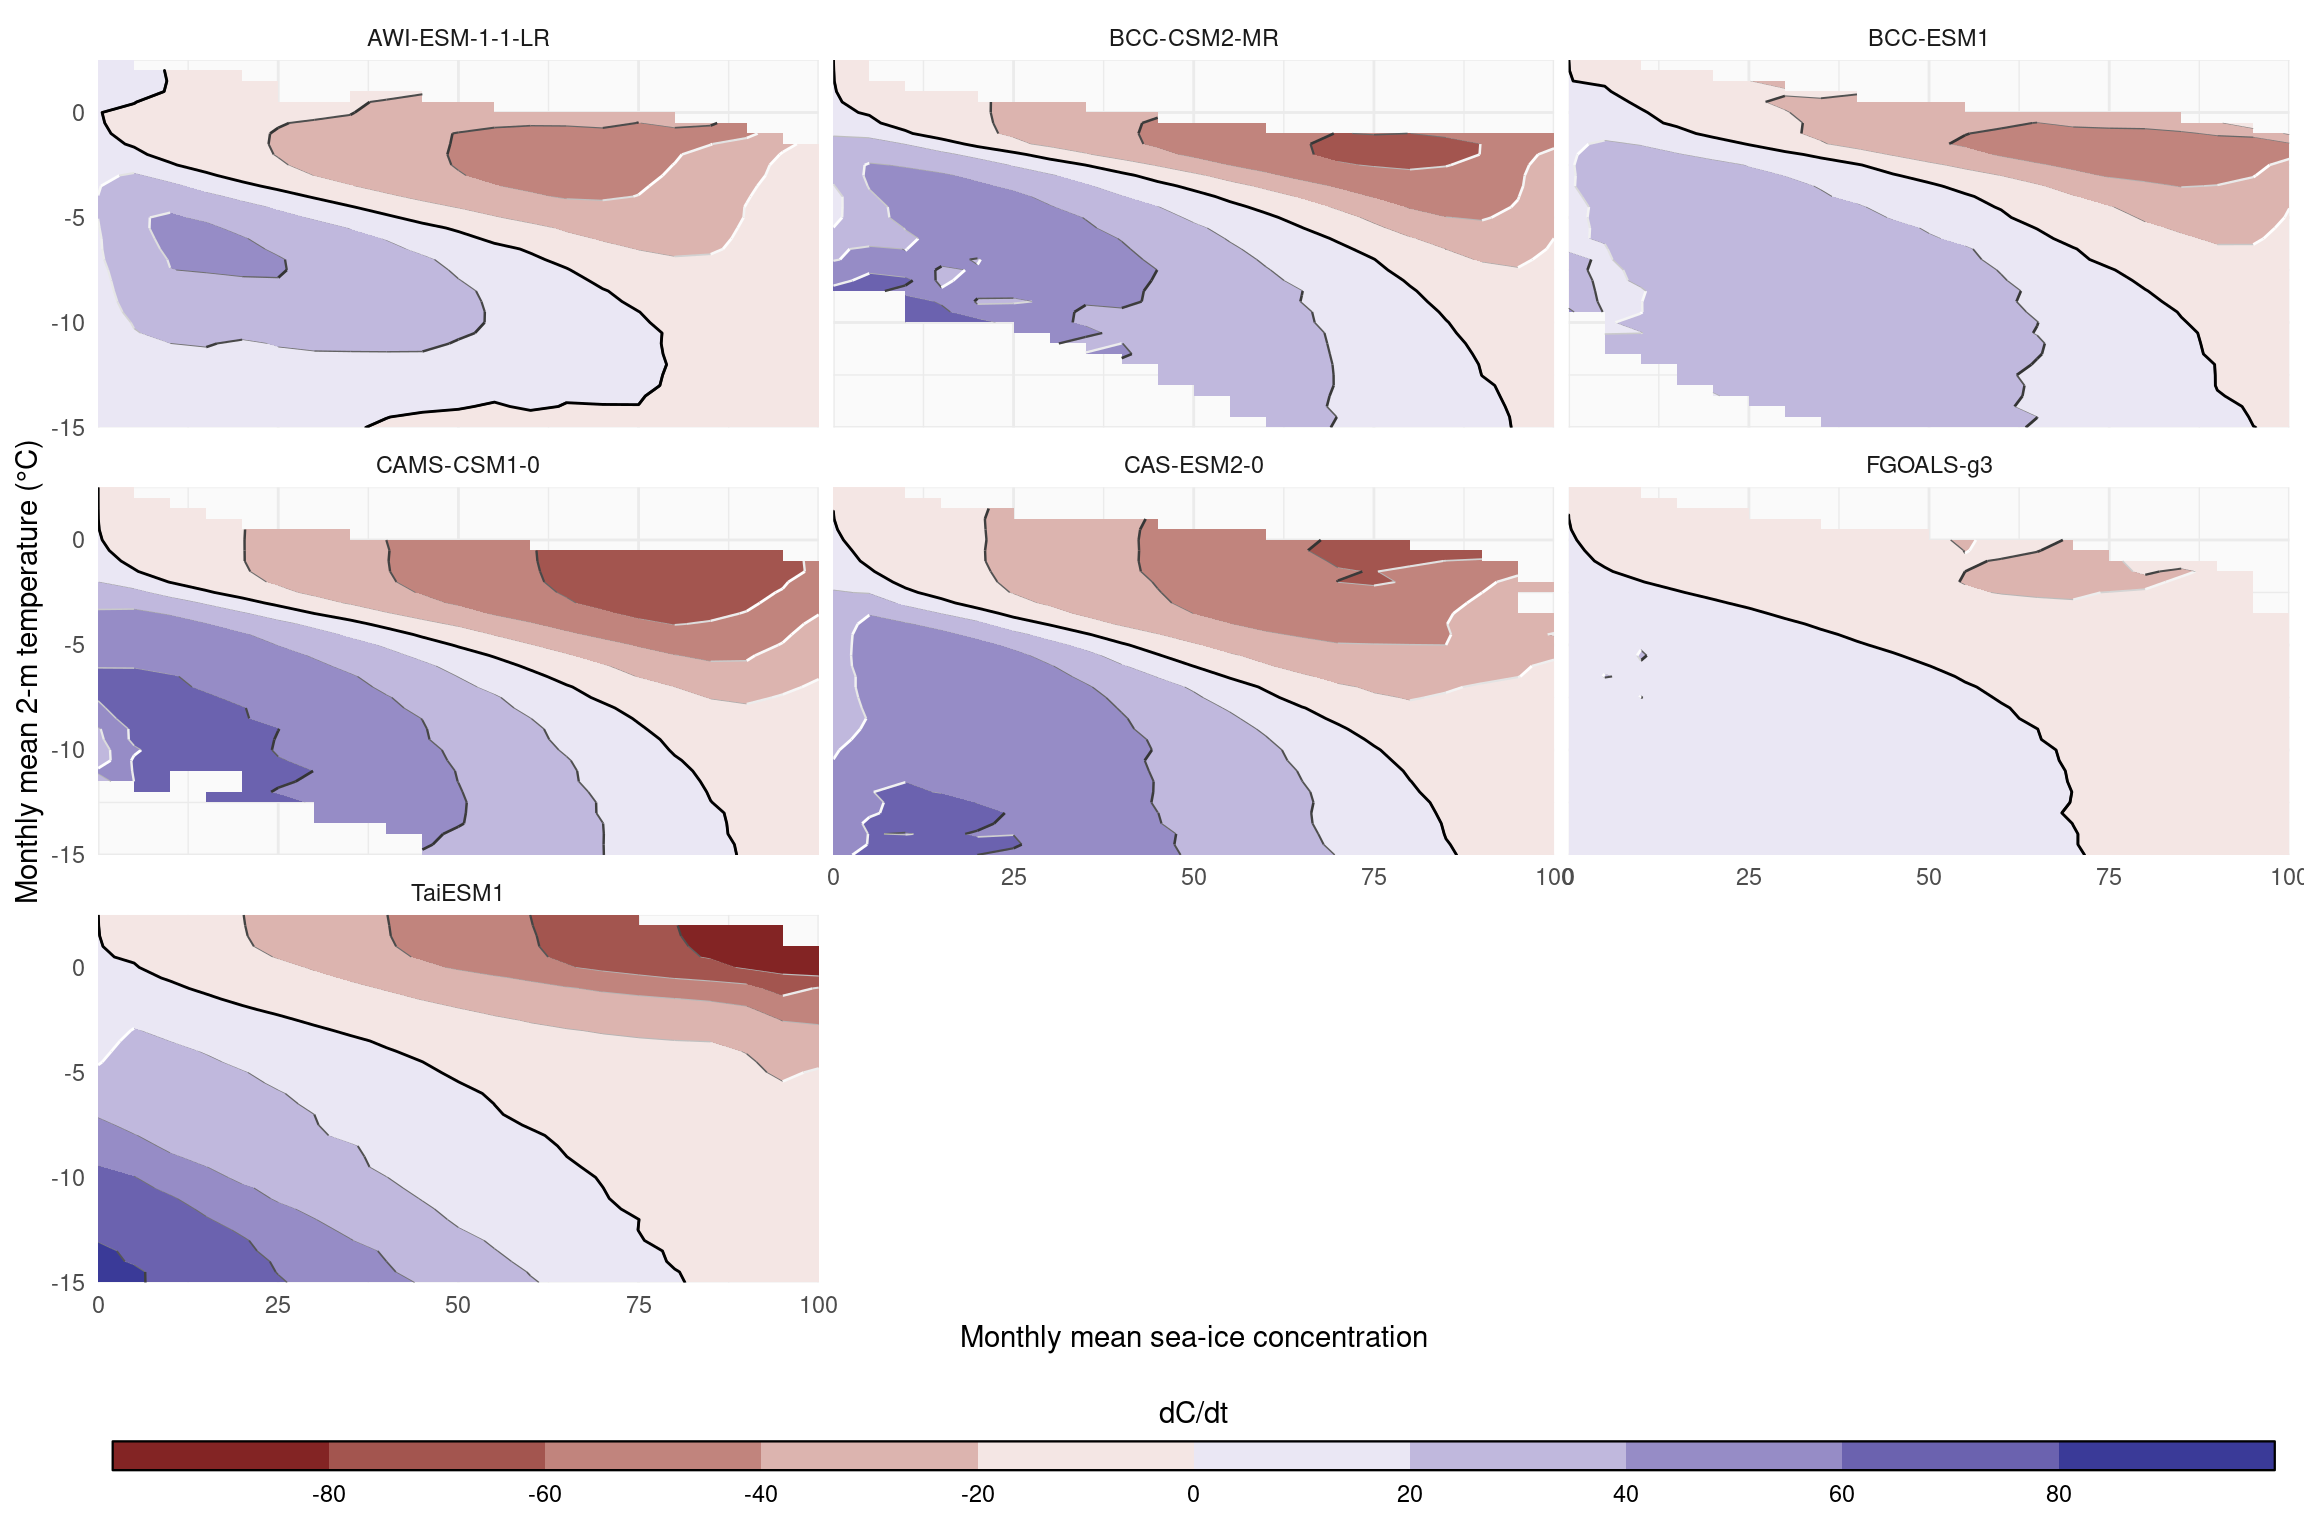 AWI-ESM-1-1-LR
BCC-CSM2-MR
BCC-ESM1
0
-5
-10
-15
CAMS-CSM1-0
CAS-ESM2-0
FGOALS-g3
0
-5
-10
-15
Monthly mean 2-m temperature (°C)
0 25 50 75 100
0 25 50 75 100
TaiESM1
0
-5
-10
-15
0 25 50 75 100
Monthly mean sea-ice concentration
dC/dt
-80 -60 -40 -20 0 20 40 60 80